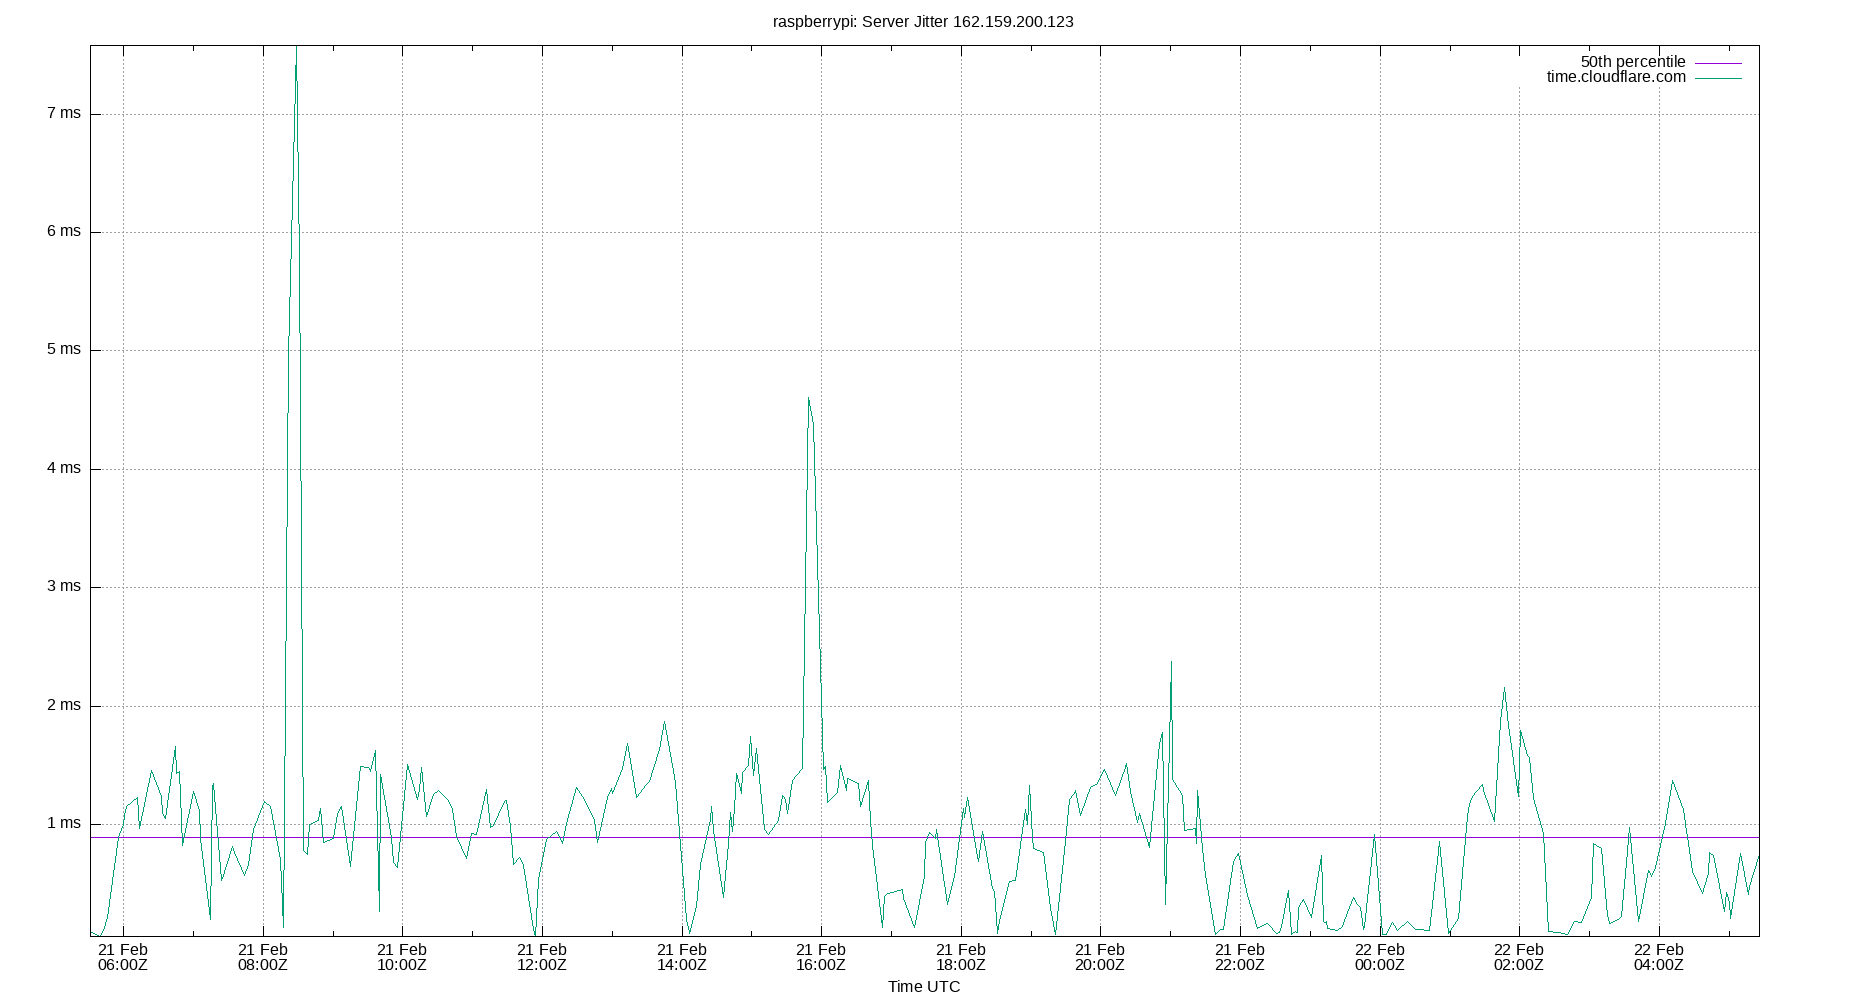 raspberrypi: Server Jitter 162.159.200.123
50th percentile
time.cloudflare.com
7 ms
6 ms
5 ms
4 ms
3 ms
2 ms
1 ms
21 Feb 21 Feb 21 Feb 21 Feb 21 Feb 21 Feb 21 Feb 21 Feb 21 Feb 22 Feb 22 Feb 22 Feb
06:00Z 08:00Z 10:00Z 12:00Z 14:00Z 16:00Z 18:00Z 20:00Z 22:00Z 00:00Z 02:00Z 04:00Z
Time UTC